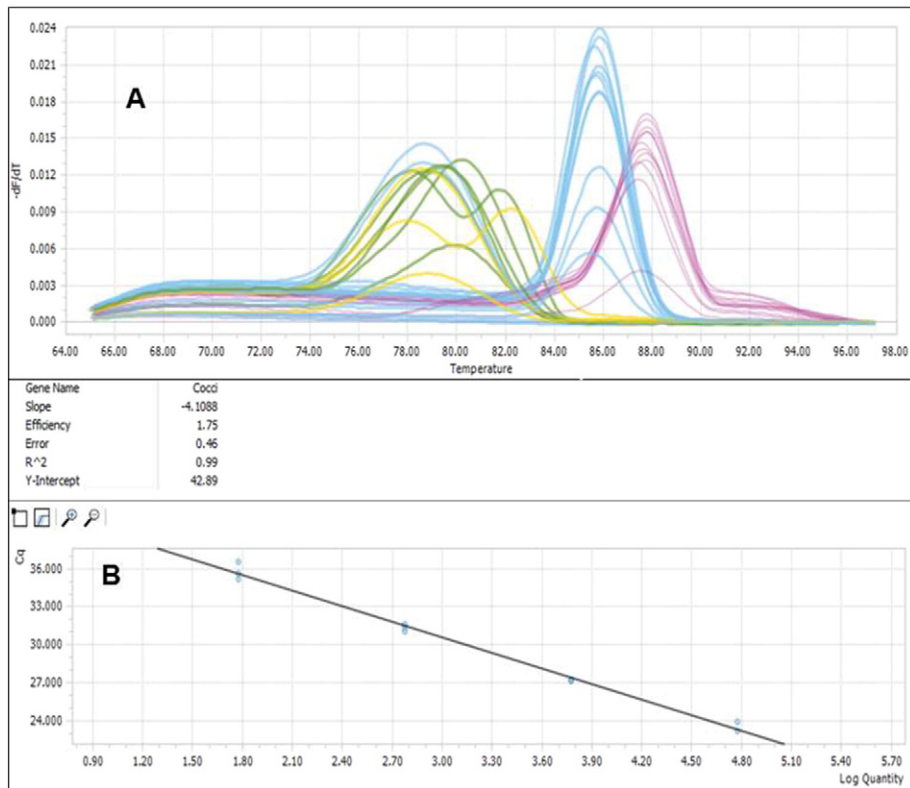 0.024
0.021
0.018
0.015
0.012
0.009
0.006
0.003
0.000
-dF/dT
A
64.00 66.00 68.00 70.00 72.00 74.00 76.00 78.00 80.00 82.00 84.00 86.00 88.00 90.00 92.00 94.00 96.00 98.00
Temperature
Gene Name Cocci
Slope -4.1088
Efficiency 1.75
Error 0.46
R^2 0.99
Y-Intercept 42.89
Cq
B
36.000
33.000
30.000
27.000
24.000
0.90 1.20 1.80 2.10 2.40 2.70 3.00 3.30 3.60 3.90 4.20 4.50 4.80 5.10 5.40 5.70
Log Quantity